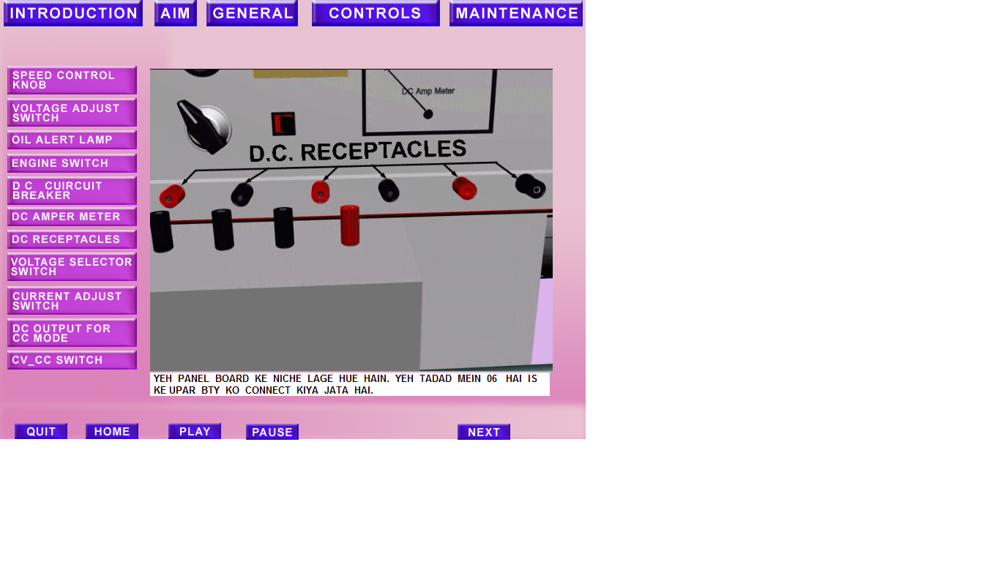 INTRODUCTION AIM GENERAL CONTROLS MAINTENANCE
SPEED CONTROL
KNOB
VOLTAGE ADJUST
SWITCH
OIL ALERT LAMP
ENGINE SWITCH
D C CUIRCUIT
BREAKER
DC AMPER METER
DC RECEPTACLES
VOLTAGE SELECTOR
SWITCH
CURRENT ADJUST
SWITCH
DC OUTPUT FOR
CC MODE
CV_CC SWITCH
DC Amp Meter
D.C. RECEPTACLES
YEH PANEL BOARD KE NICHE LAGE HUE HAIN. YEH TADAD MEIN 06 HAI IS
KE UPAR BTY KO CONNECT KIYA JATA HAI.
QUIT HOME PLAY PAUSE NEXT